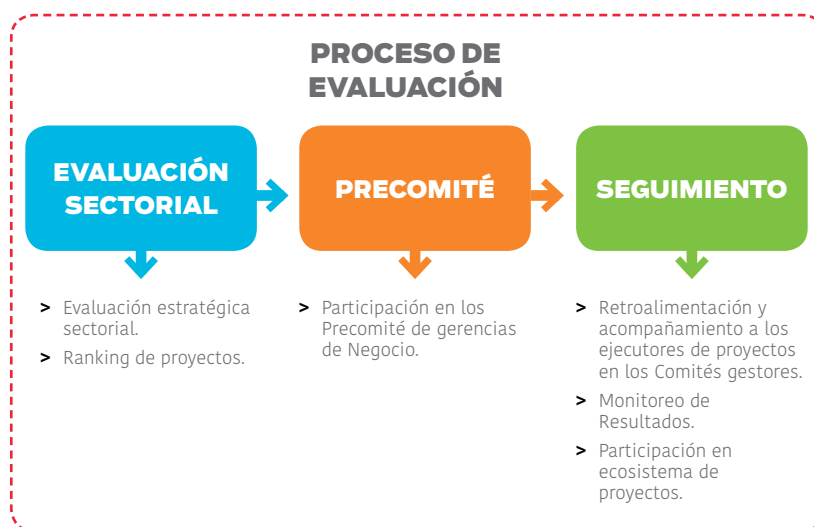 PROCESO DE
EVALUACIÓN
EVALUACIÓN
SECTORIAL
> Evaluación estratégica
sectorial.
> Ranking de proyectos.
PRECOMITÉ
> Participación en los
Precomité de gerencias
de Negocio.
SEGUIMIENTO
> Retroalimentación y
acompañamiento a los
ejecutores de proyectos
en los Comités gestores.
> Monitoreo de
Resultados.
> Participación en
ecosistema de
proyectos.